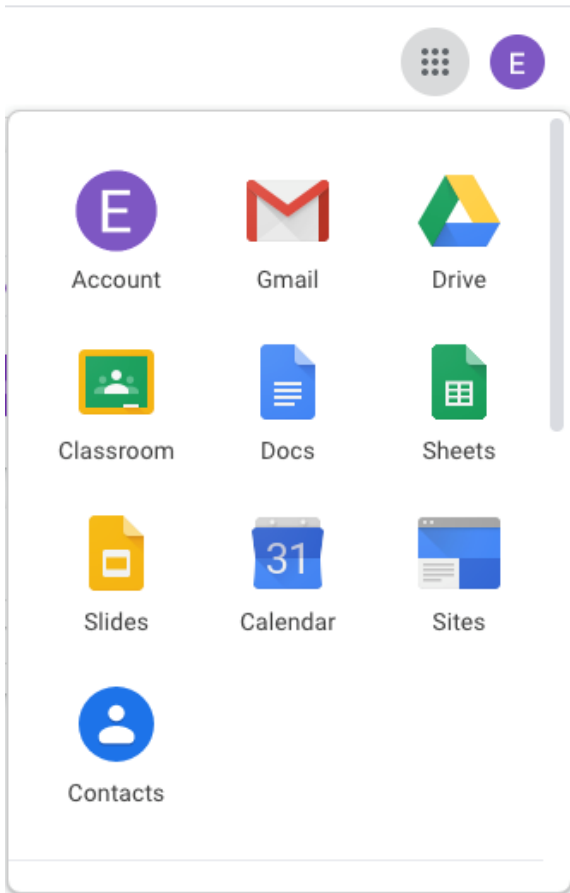 E
E
Account
Gmail
Drive
Classroom
Docs
Sheets
31
Slides
Calendar
Sites
Contacts